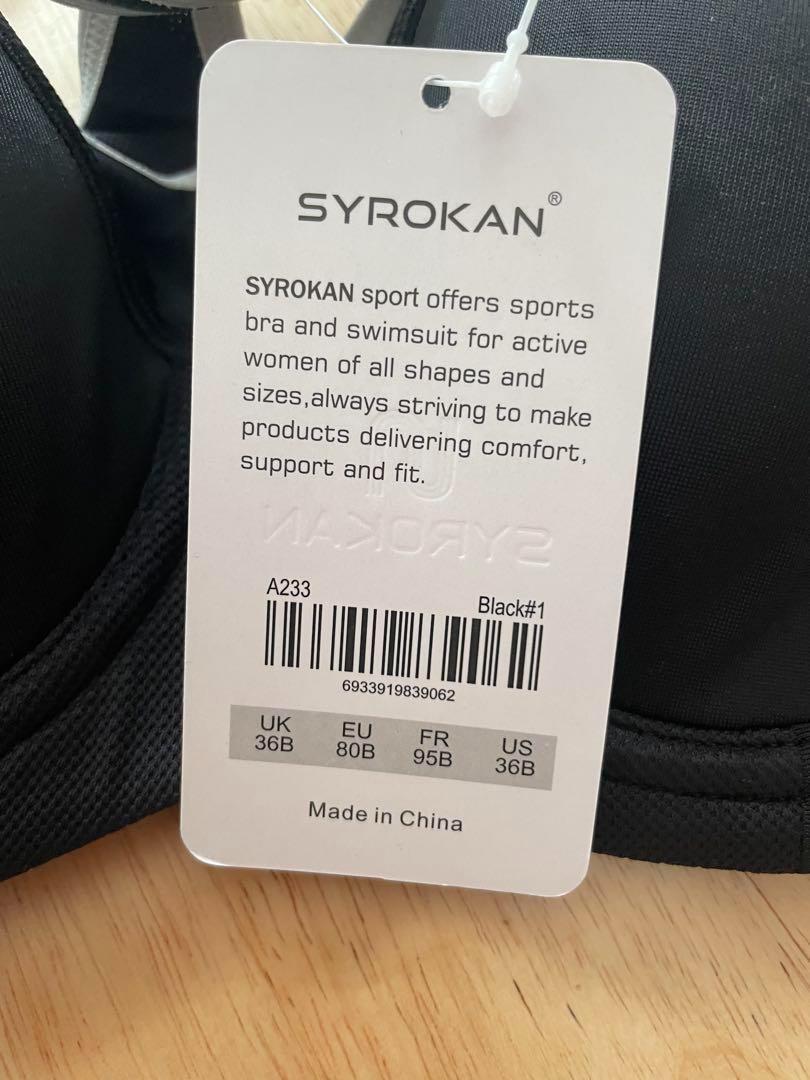 SYROKAN®
SYROKAN sport offers sports
bra and swimsuit for active
women of all shapes and
sizes,always striving to make
products delivering comfort,
support and fit.
SYROKAN
A233 Black#1
6933919839062
UK EU FR US
36B 80B 95B 36B
Made in China